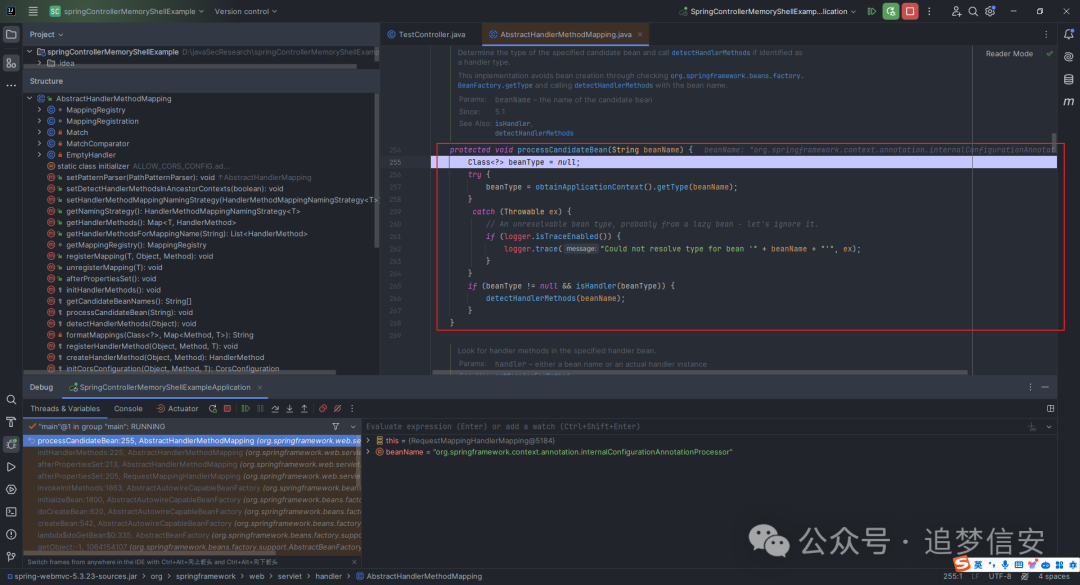 SC springControllerMemoryShellExample
Version control
SpringControllerMemoryShellExamp...lication
Project
springControllerMemoryShellExample D:\javaSecResearch\springControllerMemoryShellExample
.idea
Structure
AbstractHandlerMethodMapping
MappingRegistry
MappingRegistration
Match
MatchComparator
EmptyHandler
static class initializer ALLOW_CORS_CONFIG.ad...
setPatternParser(PathPatternParser): void ↑AbstractHandlerMapping
setDetectHandlerMethodsInAncestorContexts(boolean): void
setHandlerMethodMappingNamingStrategy(HandlerMethodMappingNamingStrategy<T>
getNamingStrategy(): HandlerMethodMappingNamingStrategy<T>
getHandlerMethods(): Map<T, HandlerMethod>
getHandlerMethodsForMappingName(String): List<HandlerMethod>
getMappingRegistry(): MappingRegistry
registerMapping(T, Object, Method): void
unregisterMapping(T): void
afterPropertiesSet(): void
initHandlerMethods(): void
getCandidateBeanNames(): String[]
processCandidateBean(String): void
detectHandlerMethods(Object): void
formatMappings(Class<?>, Map<Method, T>): String
registerHandlerMethod(Object, Method, T): void
createHandlerMethod(Object, Method): HandlerMethod
initCorsConfiguration(Object, Method, T): CorsConfiguration
TestController.java
AbstractHandlerMethodMapping.java
Reader Mode
Determine the type of the specified candidate bean and call detectHandlerMethods if identified as
a handler type.
This implementation avoids bean creation through checking org.springframework.beans.factory.
BeanFactory.getType and calling detectHandlerMethods with the bean name.
Params: beanName – the name of the candidate bean
Since: 5.1
See Also: isHandler,
detectHandlerMethods
254 protected void processCandidateBean(String beanName) { beanName: "org.springframework.context.annotation.internalConfigurationAnnotat
255 Class<?> beanType = null;
256 try {
257 beanType = obtainApplicationContext().getType(beanName);
258 }
259 catch (Throwable ex) {
260 // An unresolvable bean type, probably from a lazy bean - let's ignore it.
261 if (logger.isTraceEnabled()) {
262 logger.trace( message: "Could not resolve type for bean '" + beanName + "'", ex);
263 }
264 }
265 if (beanType != null && isHandler(beanType)) {
266 detectHandlerMethods(beanName);
267 }
268 }
269
Look for handler methods in the specified handler bean.
Params: handler – either a bean name or an actual handler instance
Debug
SpringControllerMemoryShellExampleApplication
Threads & Variables
Console
Actuator
"main"@1 in group "main": RUNNING
processCandidateBean:255, AbstractHandlerMethodMapping (org.springframework.web.se
initHandlerMethods:225, AbstractHandlerMethodMapping (org.springframework.web.servlet
afterPropertiesSet:213, AbstractHandlerMethodMapping (org.springframework.web.servlet.
afterPropertiesSet:205, RequestMappingHandlerMapping (org.springframework.web.servle
invokeInitMethods:1863, AbstractAutowireCapableBeanFactory (org.springframework.bean
initializeBean:1800, AbstractAutowireCapableBeanFactory (org.springframework.beans.facto
doCreateBean:620, AbstractAutowireCapableBeanFactory (org.springframework.beans.fact
createBean:542, AbstractAutowireCapableBeanFactory (org.springframework.beans.factory
lambda$doGetBean$0:335, AbstractBeanFactory (org.springframework.beans.factory.suppor
getObject:-1, 1064154107 (org.springframework.beans.factory.support.AbstractBeanFactory
Switch frames from anywhere in the IDE with Ctrl+Alt+向上箭头 and Ctrl+Alt+向下箭头
Evaluate expression (Enter) or add a watch (Ctrl+Shift+Enter)
this = {RequestMappingHandlerMapping@5184}
beanName = "org.springframework.context.annotation.internalConfigurationAnnotationProcessor"
公众号 · 追梦信安
英
spring-webmvc-5.3.23-sources.jar > org > springframework > web > servlet > handler > AbstractHandlerMethodMapping
255:1 LF UTF-8 4 spaces